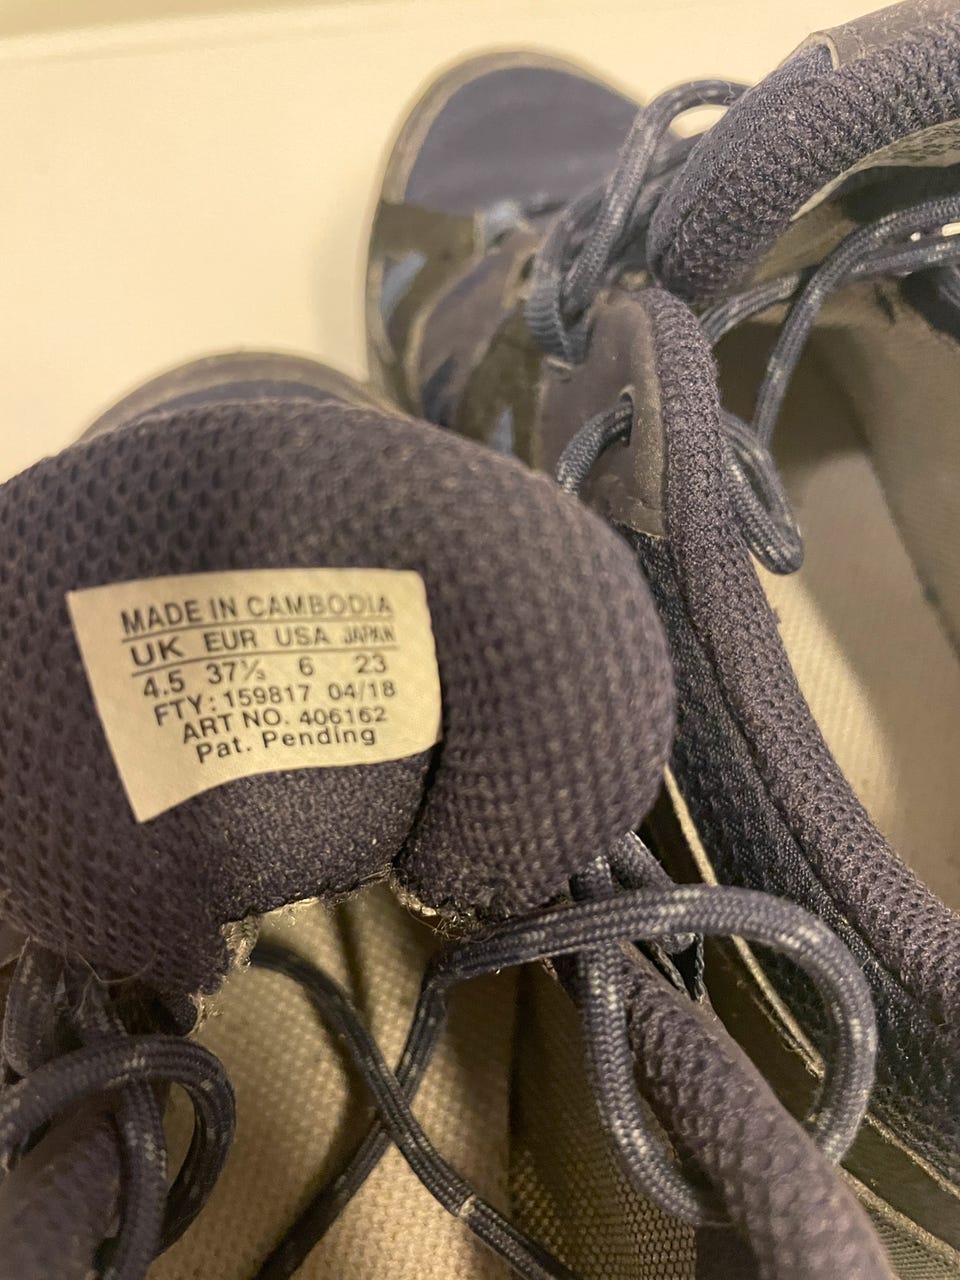 MADE IN CAMBODIA
UK EUR USA JAPAN
4.5 37⅓ 6 23
FTY: 159817 04/18
ART NO. 406162
Pat. Pending